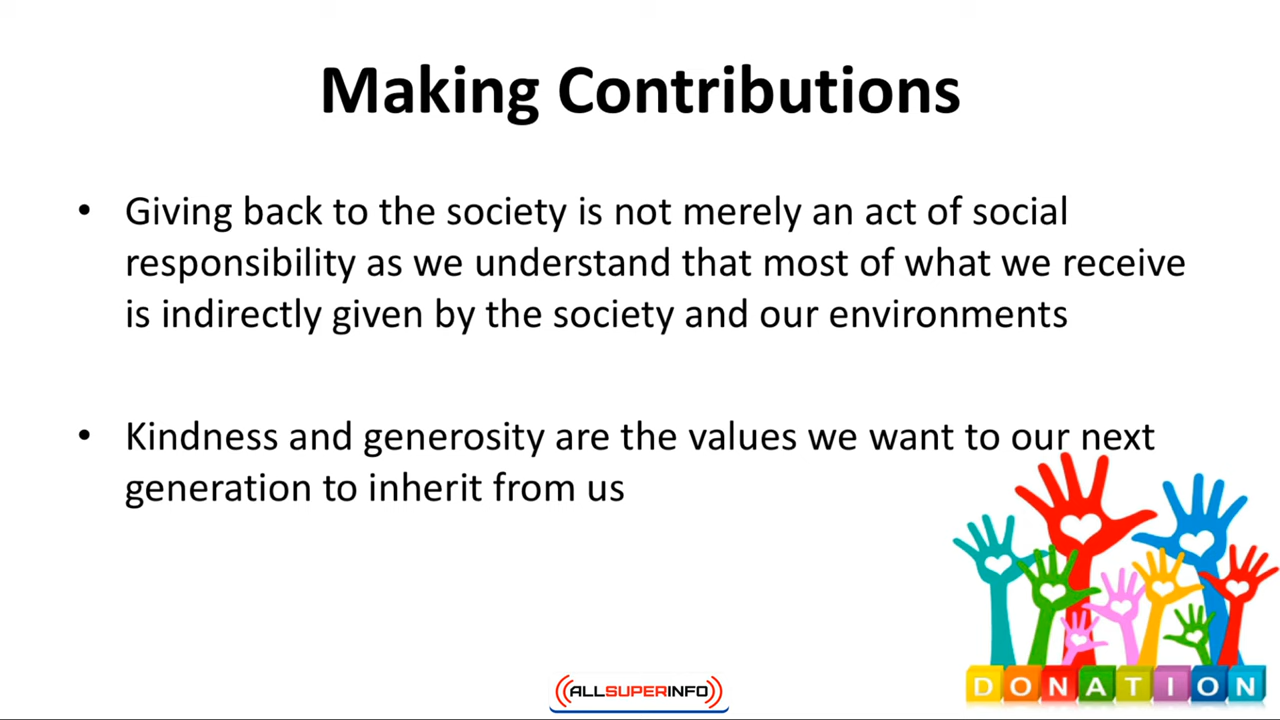 Making Contributions
• Giving back to the society is not merely an act of social
responsibility as we understand that most of what we receive
is indirectly given by the society and our environments
• Kindness and generosity are the values we want to our next
generation to inherit from us
DONATION
ALLSUPERINFO